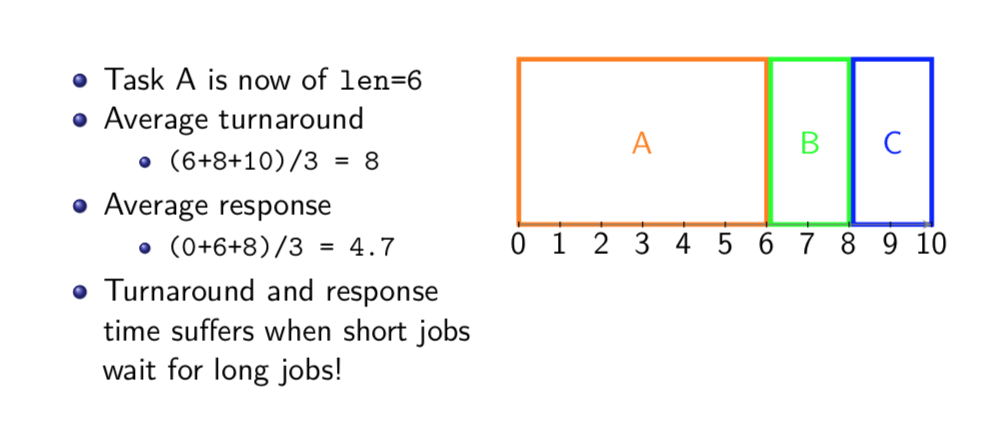 Task A is now of len=6
Average turnaround
(6+8+10)/3 = 8
Average response
(0+6+8)/3 = 4.7
Turnaround and response
time suffers when short jobs
wait for long jobs!
A B C
0 1 2 3 4 5 6 7 8 9 10